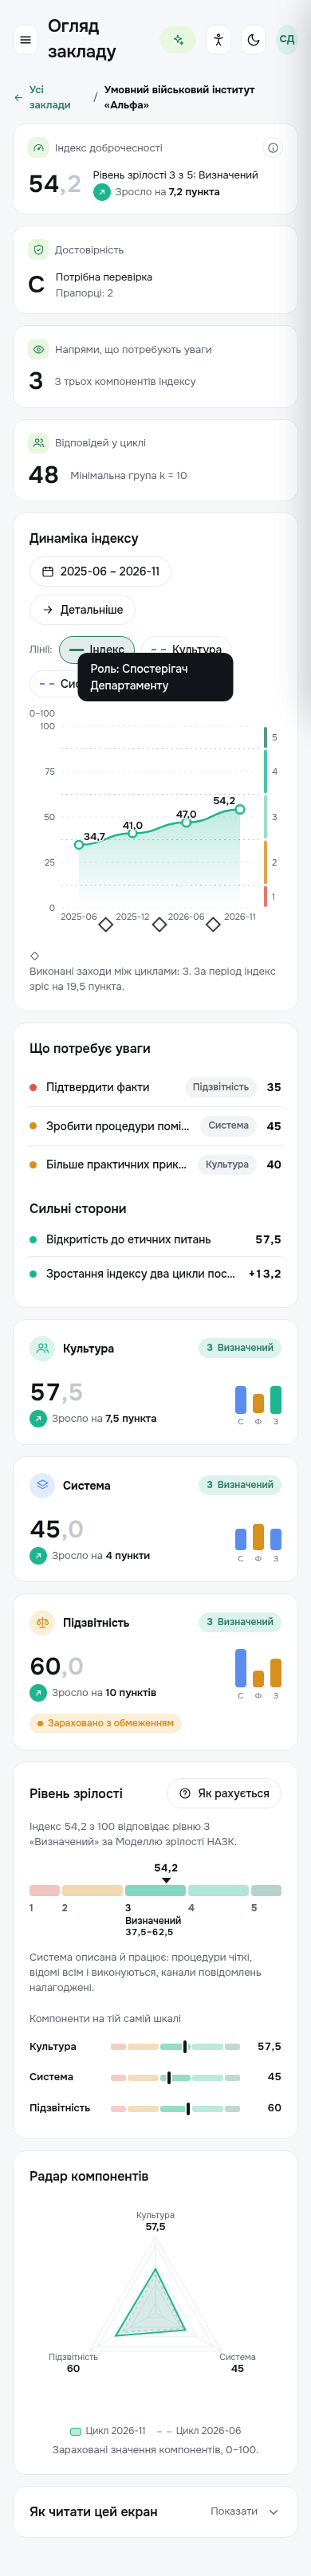 Огляд
закладу
СД
Усі
заклади
/
Умовний військовий інститут
«Альфа»
Індекс доброчесності
54,2
Рівень зрілості 3 з 5: Визначений
Зросло на 7,2 пункта
Достовірність
C
Потрібна перевірка
Прапорці: 2
Напрями, що потребують уваги
3
З трьох компонентів індексу
Відповідей у циклі
48
Мінімальна група k = 10
Динаміка індексу
2025-06 – 2026-11
Детальніше
Лінії:
Індекс
Культура
Роль: Спостерігач
Департаменту
0–100
100
75
50
25
0
34,7
41,0
47,0
54,2
5
4
3
2
1
2025-06
2025-12
2026-06
2026-11
Виконані заходи між циклами: 3. За період індекс
зріс на 19,5 пункта.
Що потребує уваги
Підтвердити факти
Підзвітність
35
Зробити процедури помі...
Система
45
Більше практичних прик...
Культура
40
Сильні сторони
Відкритість до етичних питань
57,5
Зростання індексу два цикли пос...
+13,2
Культура
3 Визначений
57,5
Зросло на 7,5 пункта
С Ф З
Система
3 Визначений
45,0
Зросло на 4 пункти
С Ф З
Підзвітність
3 Визначений
60,0
Зросло на 10 пунктів
С Ф З
Зараховано з обмеженням
Рівень зрілості
Як рахується
Індекс 54,2 з 100 відповідає рівню 3
«Визначений» за Моделлю зрілості НАЗК.
54,2
1 2 3 4 5
Визначений
37,5–62,5
Система описана й працює: процедури чіткі,
відомі всім і виконуються, канали повідомлень
налагоджені.
Компоненти на тій самій шкалі
Культура
57,5
Система
45
Підзвітність
60
Радар компонентів
Культура
57,5
Підзвітність
60
Система
45
Цикл 2026-11
Цикл 2026-06
Зараховані значення компонентів, 0–100.
Як читати цей екран
Показати